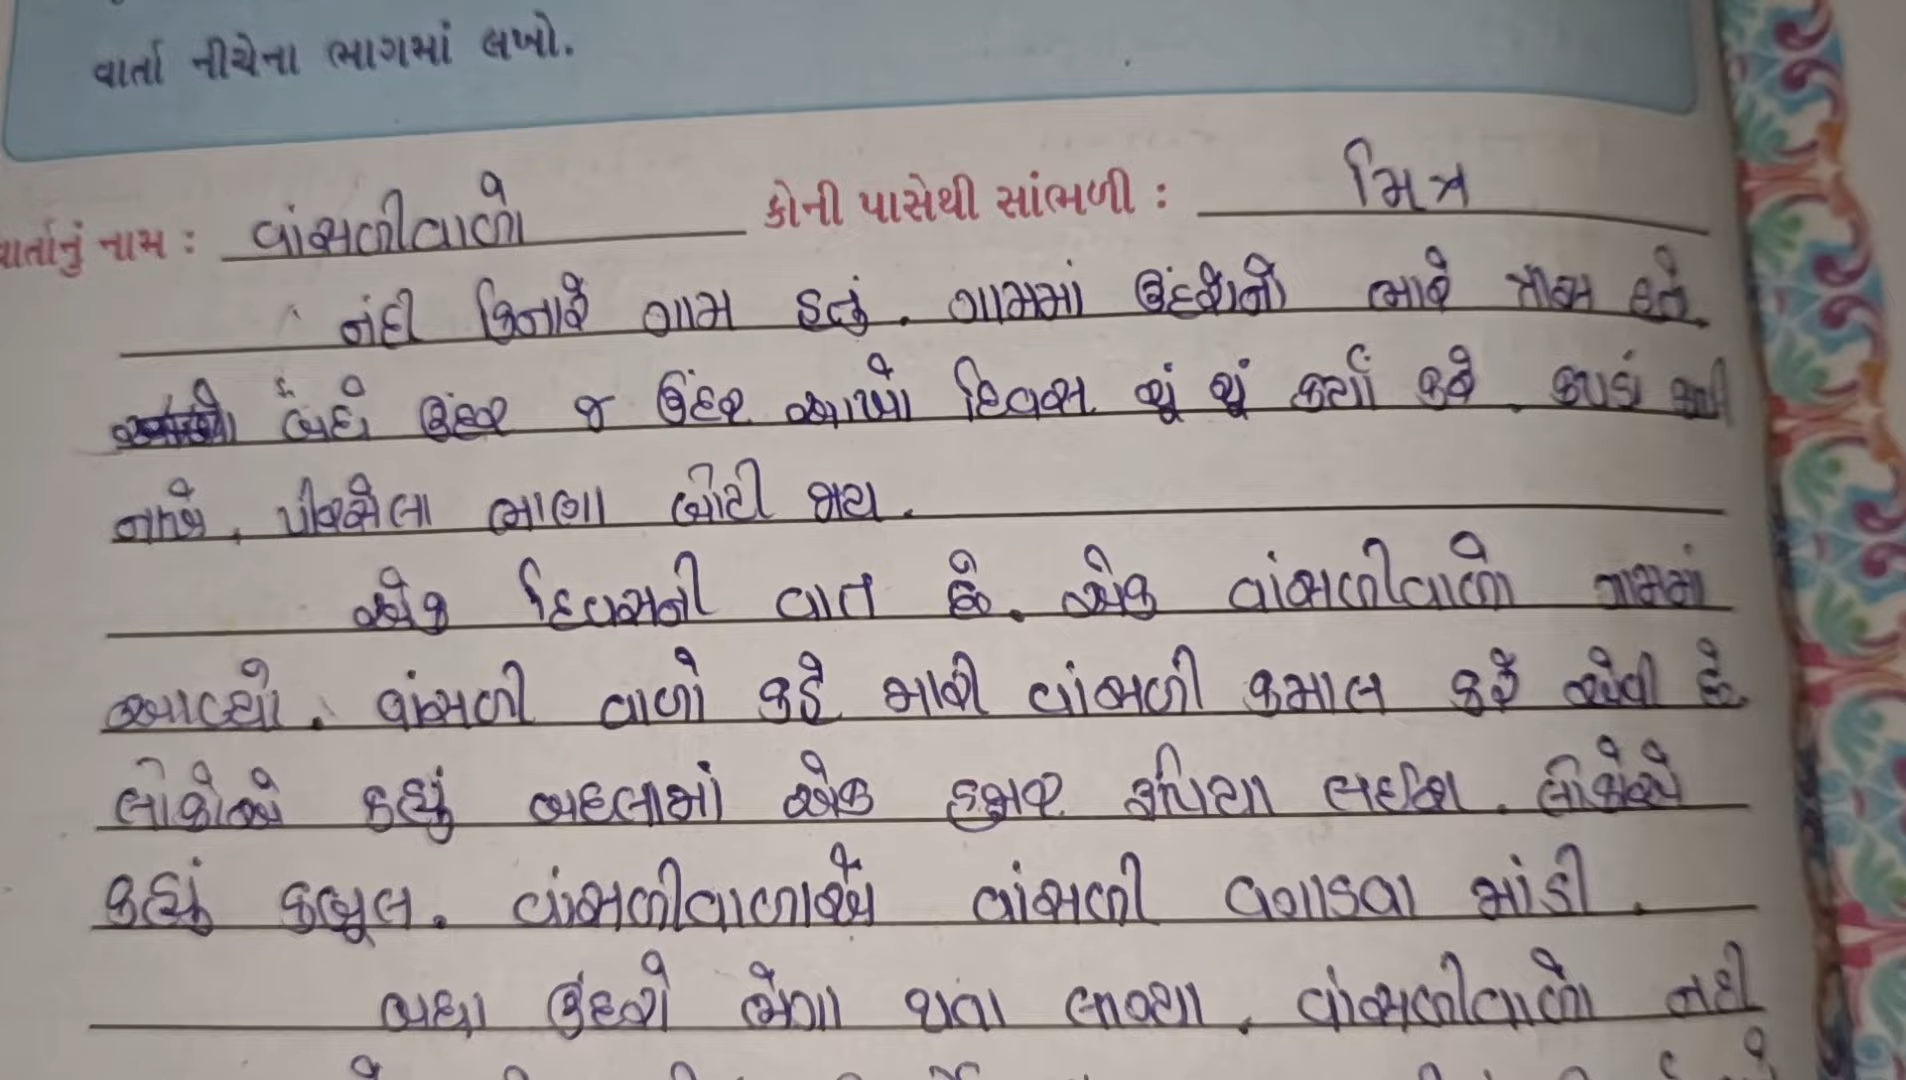 વાર્તા નીચેના ભાગમાં લખો.
વાર્તાનું નામ : વાંસળીવાળો કોની પાસેથી સાંભળી : મિત્ર
નંદી કિનારે ગામ હતું. ગામમાં ઉંદરોનો ભારે ત્રાસ હતો.
બધે ઉંદર જ ઉંદર આખો દિવસ ચૂં ચૂં કર્યા કરે. કપડાં
નાખે. પીરસેલા ભાણા બોટી જાય.
એક દિવસની વાત છે. એક વાંસળીવાળો ગામમાં
આવ્યો. વાંસળી વાળો કહે મારી વાંસળી કમાલ કરે એવી છે.
લોકોએ કહ્યું બદલામાં એક હજાર રૂપિયા લઈશ. લોકોએ
કહ્યું કબૂલ. વાંસળીવાળાએ વાંસળી વગાડવા માંડી.
બધા ઉંદરો ભેગા થવા લાગ્યા. વાંસળીવાળો નદી